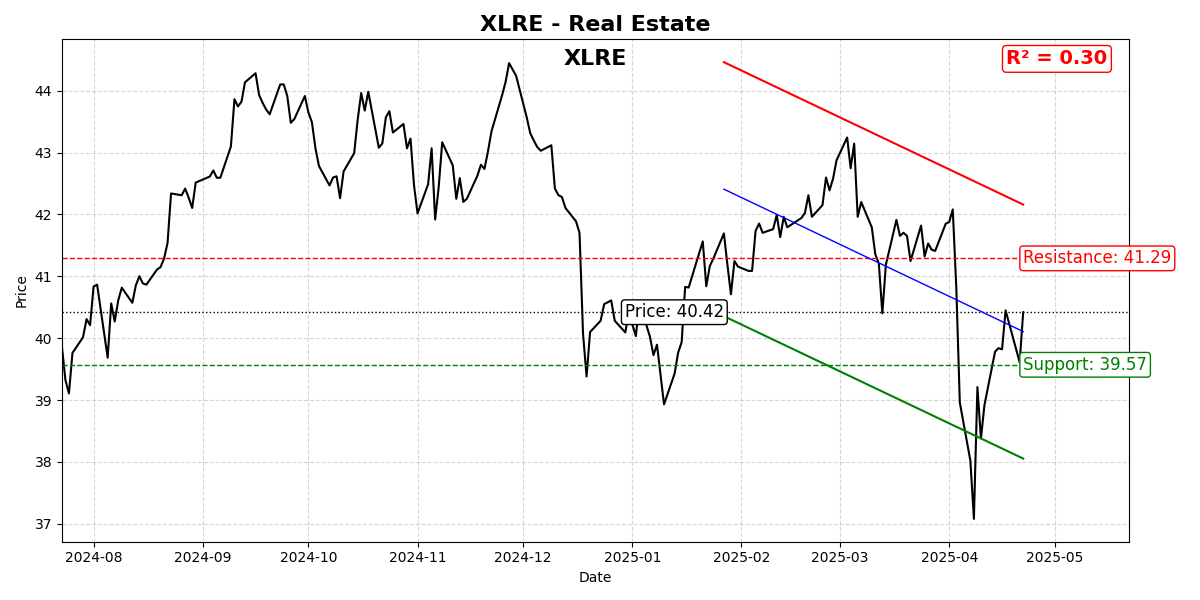 XLRE - Real Estate
XLRE
R² = 0.30
Price
44
43
42
41
40
39
38
37
Resistance: 41.29
Price: 40.42
Support: 39.57
2024-08 2024-09 2024-10 2024-11 2024-12 2025-01 2025-02 2025-03 2025-04 2025-05
Date